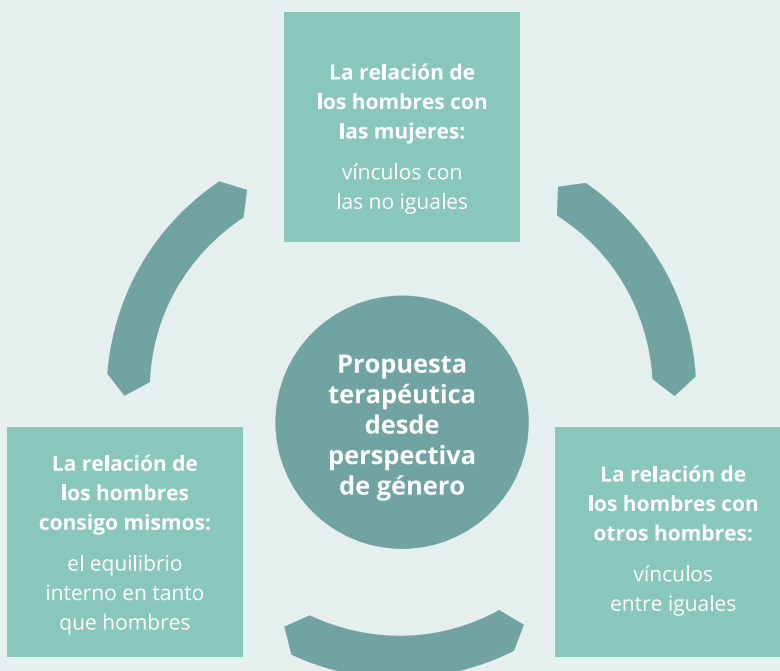 La relación de
los hombres con
las mujeres:
vínculos con
las no iguales
Propuesta
terapéutica
desde
perspectiva
de género
La relación de
los hombres
consigo mismos:
el equilibrio
interno en tanto
que hombres
La relación de
los hombres con
otros hombres:
vínculos
entre iguales